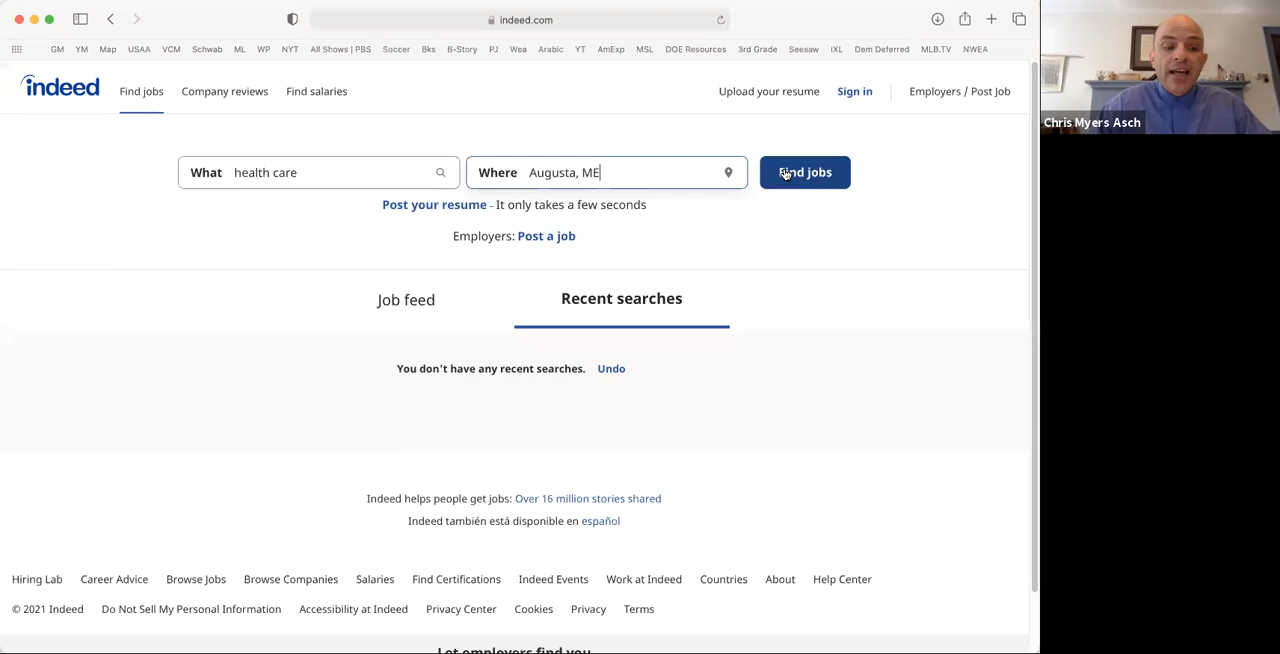 indeed.com
GM YM Map USAA VCM Schwab ML WP NYT All Shows | PBS Soccer Bks B-Story PJ Wea Arabic YT AmExp MSL DOE Resources 3rd Grade Seesaw IXL Dem Deferred MLB.TV NWEA
indeed Find jobs Company reviews Find salaries Upload your resume Sign in Employers / Post Job
What health care Where Augusta, ME Find jobs
Post your resume - It only takes a few seconds
Employers: Post a job
Job feed Recent searches
You don't have any recent searches. Undo
Indeed helps people get jobs: Over 16 million stories shared
Indeed también está disponible en español
Hiring Lab Career Advice Browse Jobs Browse Companies Salaries Find Certifications Indeed Events Work at Indeed Countries About Help Center
© 2021 Indeed Do Not Sell My Personal Information Accessibility at Indeed Privacy Center Cookies Privacy Terms
Let employers find you
Chris Myers Asch